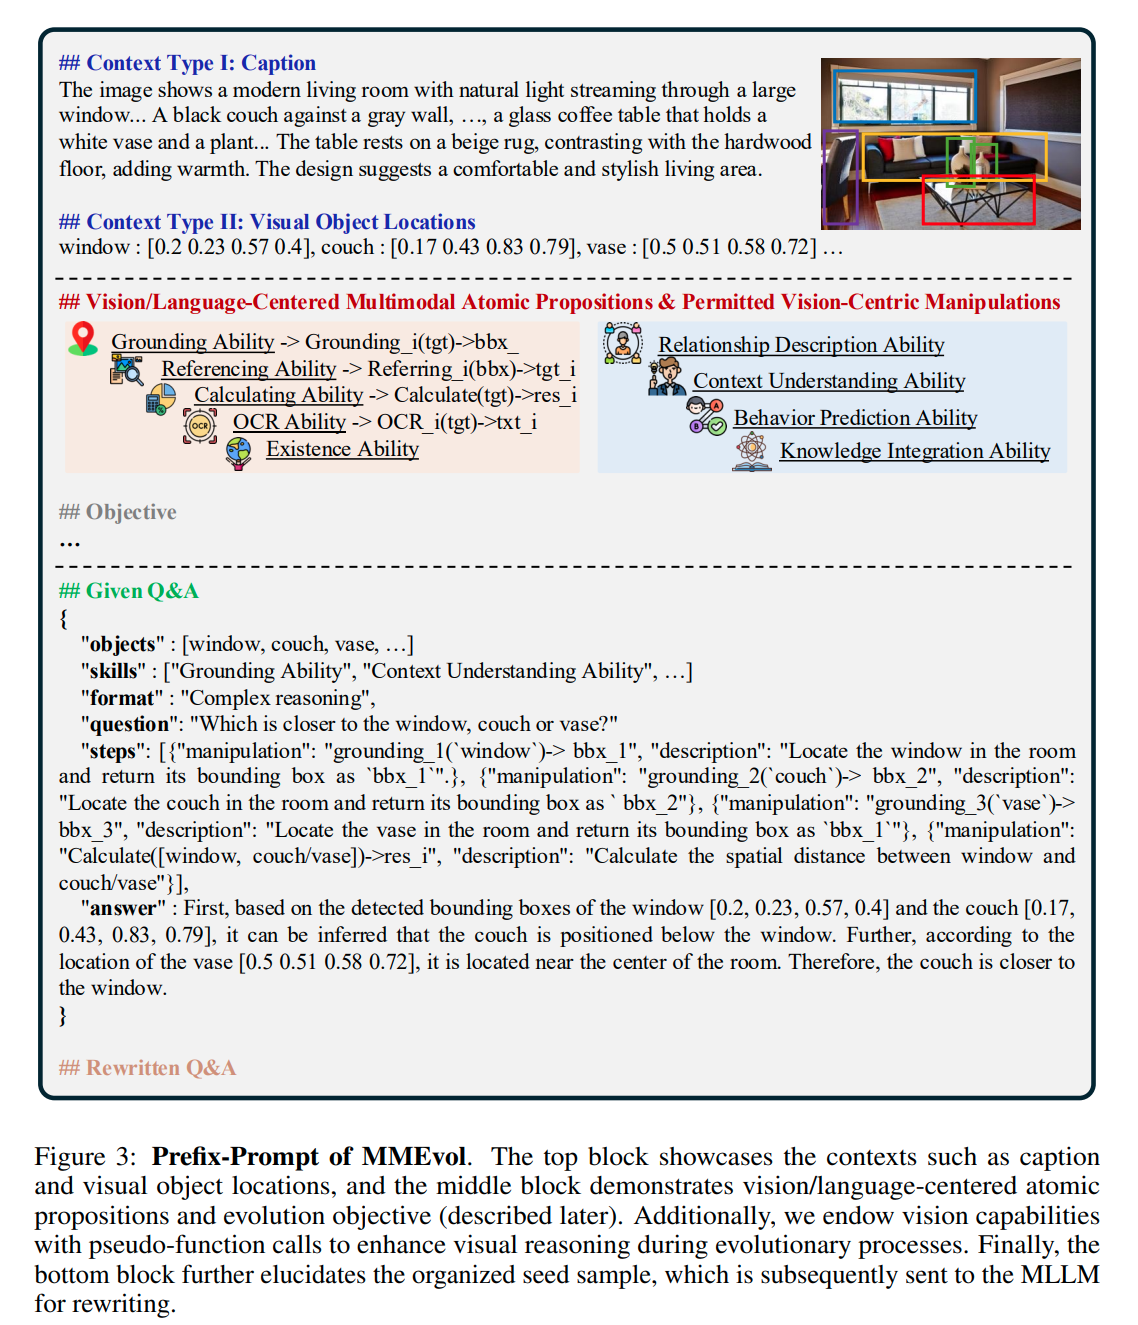 ## Context Type I: Caption
The image shows a modern living room with natural light streaming through a large
window... A black couch against a gray wall, …, a glass coffee table that holds a
white vase and a plant... The table rests on a beige rug, contrasting with the hardwood
floor, adding warmth. The design suggests a comfortable and stylish living area.
## Context Type II: Visual Object Locations
window : [0.2 0.23 0.57 0.4], couch : [0.17 0.43 0.83 0.79], vase : [0.5 0.51 0.58 0.72] …
## Vision/Language-Centered Multimodal Atomic Propositions & Permitted Vision-Centric Manipulations
Grounding Ability -> Grounding_i(tgt)->bbx_
Referencing Ability -> Referring_i(bbx)->tgt_i
Calculating Ability -> Calculate(tgt)->res_i
OCR
OCR Ability -> OCR_i(tgt)->txt_i
Existence Ability
Relationship Description Ability
Context Understanding Ability
A
B
Behavior Prediction Ability
Knowledge Integration Ability
## Objective
...
## Given Q&A
{
"objects" : [window, couch, vase, …]
"skills" : ["Grounding Ability", "Context Understanding Ability", …]
"format" : "Complex reasoning",
"question": "Which is closer to the window, couch or vase?"
"steps": [{"manipulation": "grounding_1(`window`)-> bbx_1", "description": "Locate the window in the room
and return its bounding box as `bbx_1`".}, {"manipulation": "grounding_2(`couch`)-> bbx_2", "description":
"Locate the couch in the room and return its bounding box as ` bbx_2"}, {"manipulation": "grounding_3(`vase`)->
bbx_3", "description": "Locate the vase in the room and return its bounding box as `bbx_1`"}, {"manipulation":
"Calculate([window, couch/vase])->res_i", "description": "Calculate the spatial distance between window and
couch/vase"}],
"answer" : First, based on the detected bounding boxes of the window [0.2, 0.23, 0.57, 0.4] and the couch [0.17,
0.43, 0.83, 0.79], it can be inferred that the couch is positioned below the window. Further, according to the
location of the vase [0.5 0.51 0.58 0.72], it is located near the center of the room. Therefore, the couch is closer to
the window.
}
## Rewritten Q&A
Figure 3: Prefix-Prompt of MMEvol. The top block showcases the contexts such as caption
and visual object locations, and the middle block demonstrates vision/language-centered atomic
propositions and evolution objective (described later). Additionally, we endow vision capabilities
with pseudo-function calls to enhance visual reasoning during evolutionary processes. Finally, the
bottom block further elucidates the organized seed sample, which is subsequently sent to the MLLM
for rewriting.